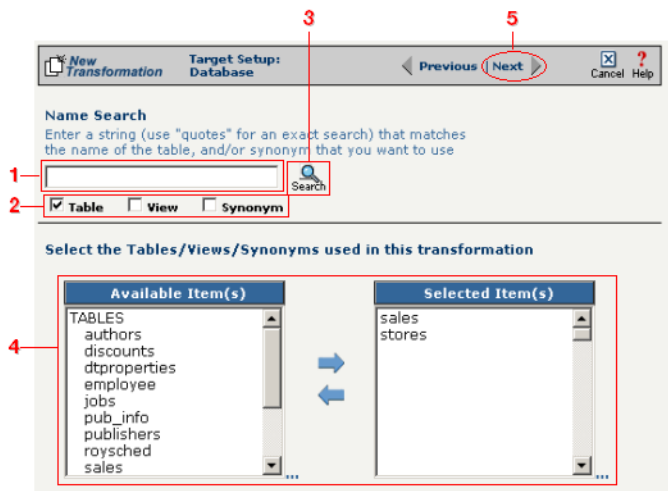 3
5
New Transformation
Target Setup: Database
Previous | Next
Cancel
Help
Name Search
Enter a string (use "quotes" for an exact search) that matches
the name of the table, and/or synonym that you want to use
1
Search
2
Table View Synonym
Select the Tables/Views/Synonyms used in this transformation
Available Item(s)
Selected Item(s)
4
TABLES
authors
discounts
dtproperties
employee
jobs
pub_info
publishers
roysched
sales
...
sales
stores
...